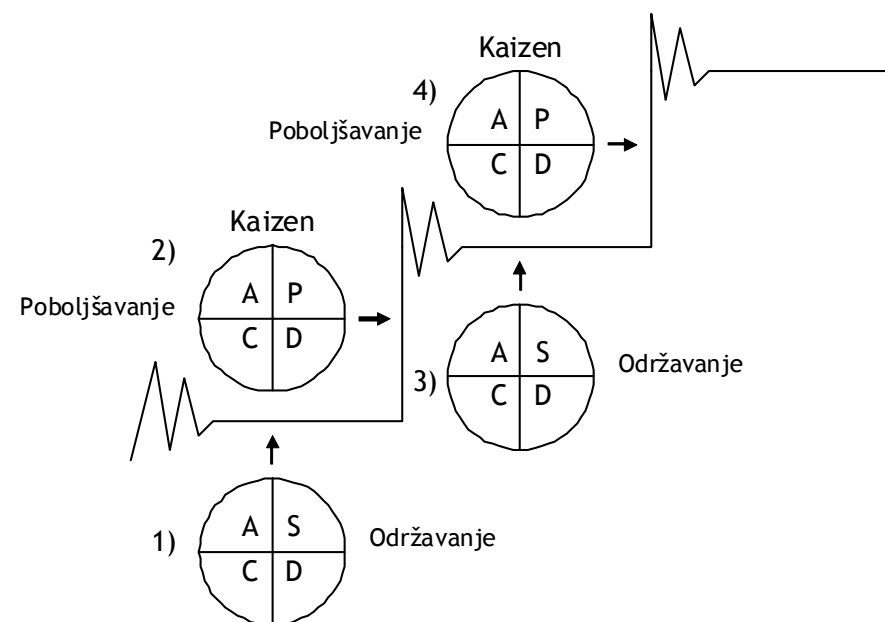 Kaizen
4)
Poboljšavanje
A P
C D
Kaizen
2)
Poboljšavanje
A P
C D
3)
A S
C D
Održavanje
1)
A S
C D
Održavanje